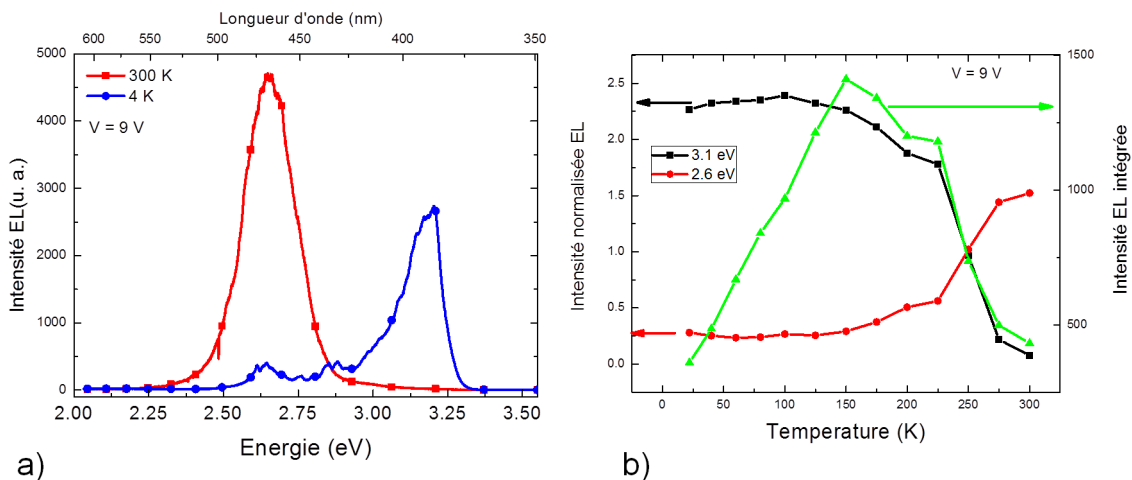 Longueur d'onde (nm)
600 550 500 450 400 350
5000
4000
3000
2000
1000
0
Intensité EL(u. a.)
300 K
4 K
V = 9 V
2.00 2.25 2.50 2.75 3.00 3.25 3.50
Energie (eV)
a)
2.5
2.0
1.5
1.0
0.5
0.0
Intensité normalisée EL
V = 9 V
3.1 eV
2.6 eV
1500
1000
500
Intensité EL intégrée
0 50 100 150 200 250 300
Temperature (K)
b)